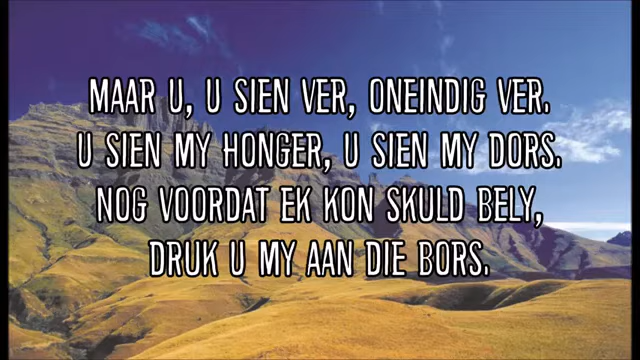 MAAR U, U SIEN VER, ONEINDIG VER.
U SIEN MY HONGER, U SIEN MY DORS.
NOG VOORDAT EK KON SKULD BELY,
DRUK U MY AAN DIE BORS.